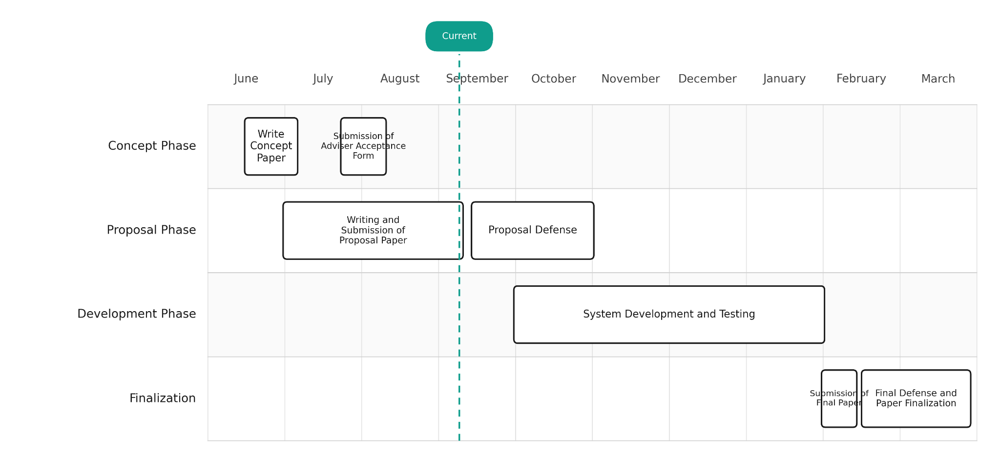 Current
June July August September October November December January February March
Concept Phase
Write
Concept
Paper
Submission of
Adviser Acceptance
Form
Proposal Phase
Writing and
Submission of
Proposal Paper
Proposal Defense
Development Phase
System Development and Testing
Finalization
Submission of
Final Paper
Final Defense and
Paper Finalization